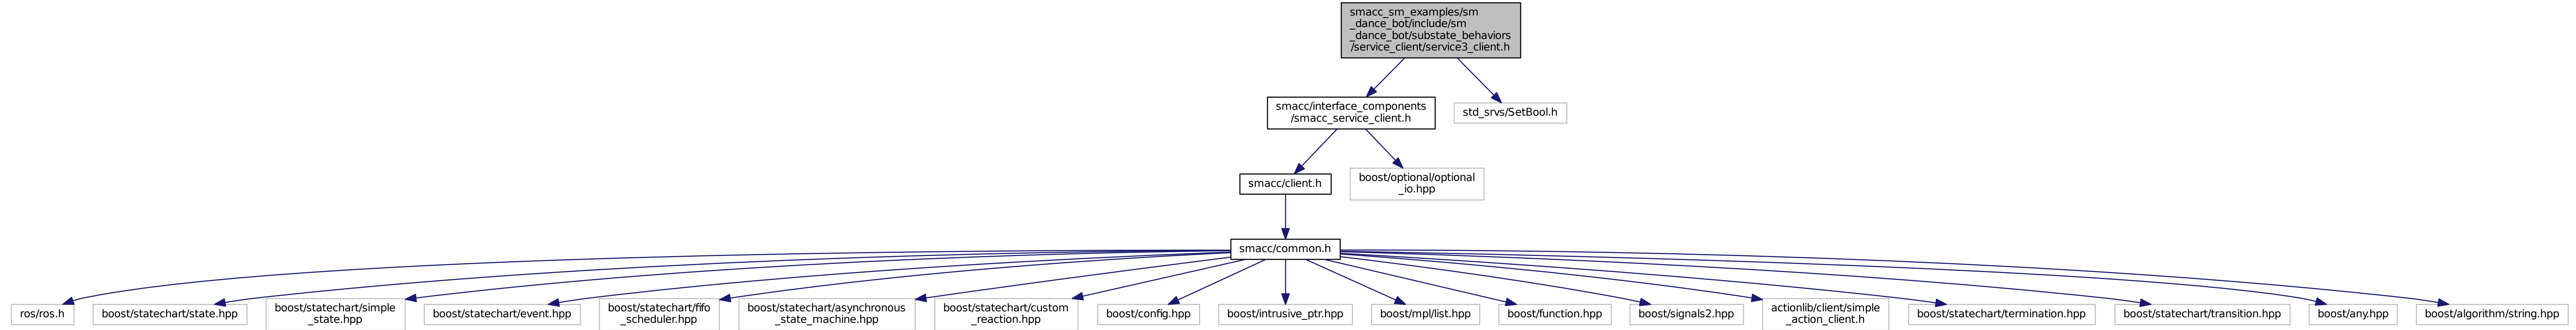 smacc_sm_examples/sm
_dance_bot/include/sm
_dance_bot/substate_behaviors
/service_client/service3_client.h
smacc/interface_components
/smacc_service_client.h
std_srvs/SetBool.h
smacc/client.h
boost/optional/optional
_io.hpp
smacc/common.h
ros/ros.h
boost/statechart/state.hpp
boost/statechart/simple
_state.hpp
boost/statechart/event.hpp
boost/statechart/fifo
_scheduler.hpp
boost/statechart/asynchronous
_state_machine.hpp
boost/statechart/custom
_reaction.hpp
boost/config.hpp
boost/intrusive_ptr.hpp
boost/mpl/list.hpp
boost/function.hpp
boost/signals2.hpp
actionlib/client/simple
_action_client.h
boost/statechart/termination.hpp
boost/statechart/transition.hpp
boost/any.hpp
boost/algorithm/string.hpp